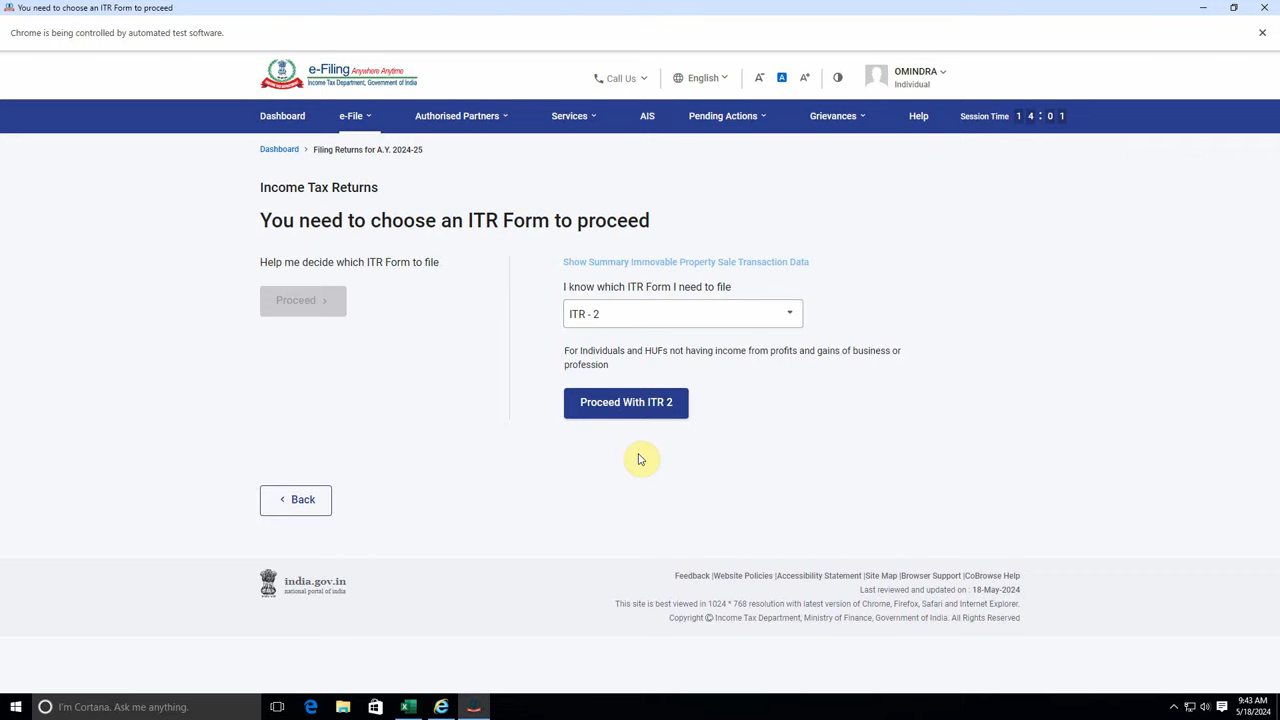 You need to choose an ITR Form to proceed
Chrome is being controlled by automated test software.
e-Filing Anywhere Anytime
Income Tax Department, Government of India
Call Us
English
A-
A
A+
OMINDRA
Individual
Dashboard
e-File
Authorised Partners
Services
AIS
Pending Actions
Grievances
Help
Session Time 1 4 : 0 1
Dashboard > Filing Returns for A.Y. 2024-25
Income Tax Returns
You need to choose an ITR Form to proceed
Help me decide which ITR Form to file
Proceed >
Show Summary Immovable Property Sale Transaction Data
I know which ITR Form I need to file
ITR - 2
For Individuals and HUFs not having income from profits and gains of business or
profession
Proceed With ITR 2
< Back
india.gov.in
national portal of india
Feedback |Website Policies |Accessibility Statement |Site Map |Browser Support |CoBrowse Help
Last reviewed and updated on : 18-May-2024
This site is best viewed in 1024 * 768 resolution with latest version of Chrome, Firefox, Safari and Internet Explorer.
Copyright © Income Tax Department, Ministry of Finance, Government of India. All Rights Reserved
I'm Cortana. Ask me anything.
9:43 AM
5/18/2024